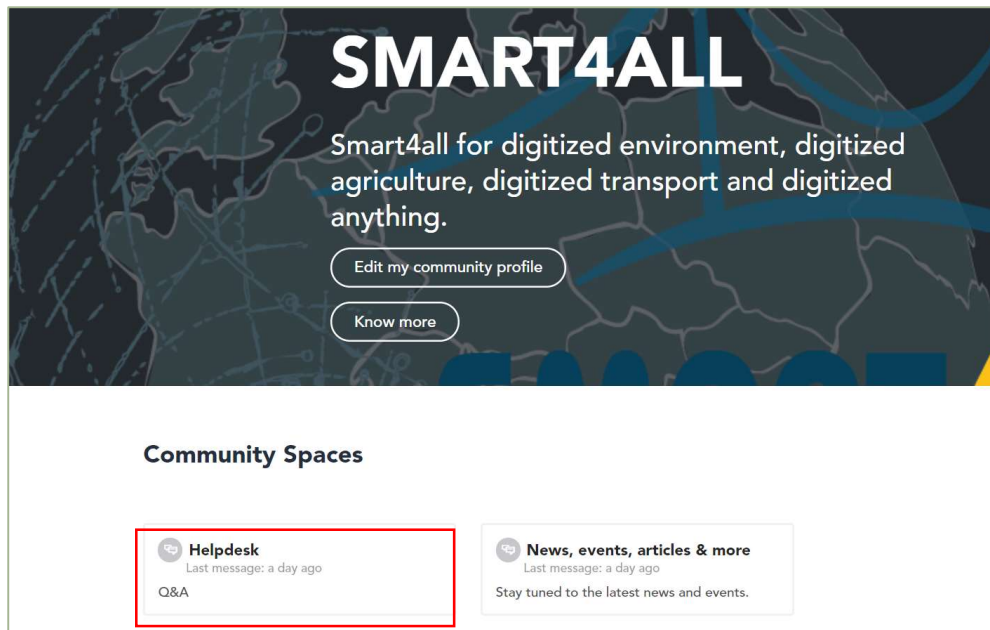 SMART4ALL
Smart4all for digitized environment, digitized
agriculture, digitized transport and digitized
anything.
Edit my community profile
Know more
Community Spaces
Helpdesk
Last message: a day ago
Q&A
News, events, articles & more
Last message: a day ago
Stay tuned to the latest news and events.